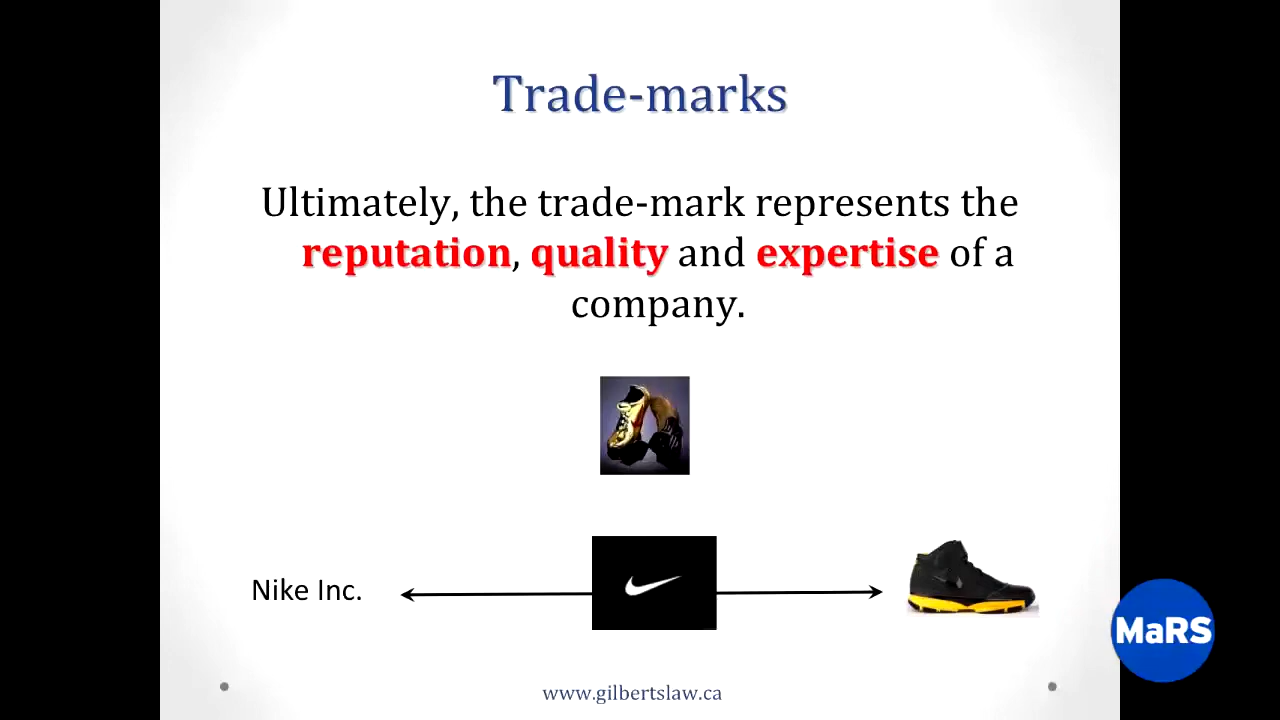 Trade-marks
Ultimately, the trade-mark represents the
reputation, quality and expertise of a
company.
Nike Inc.
MaRS
www.gilbertslaw.ca